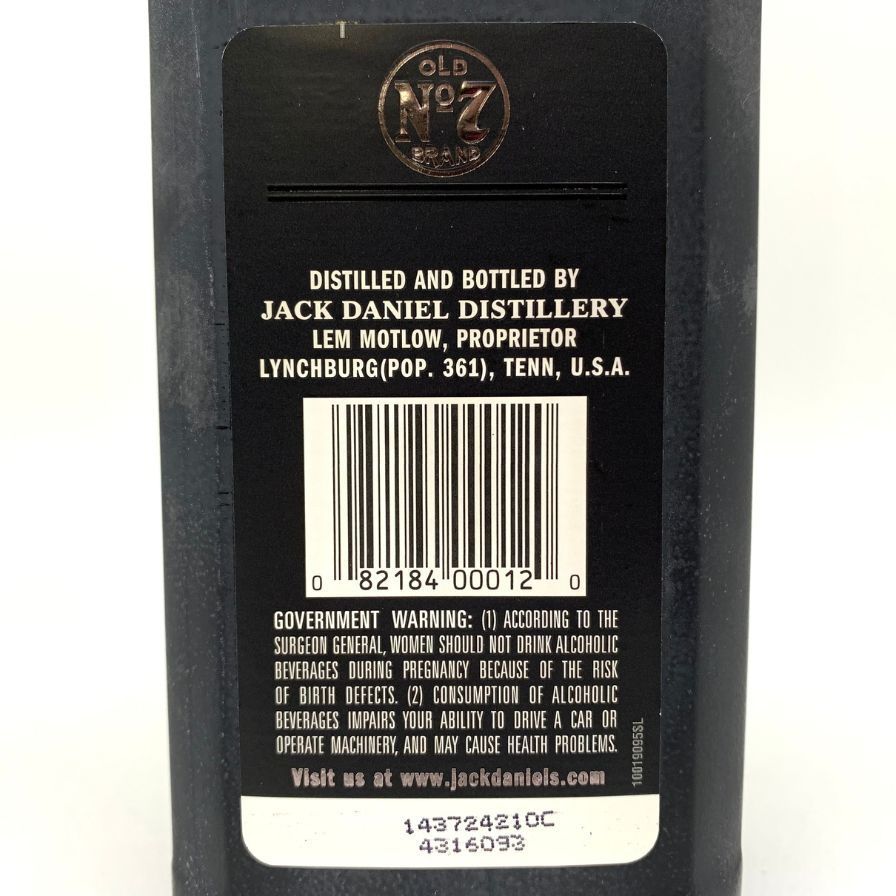 OLD
Nº7
BRAND
DISTILLED AND BOTTLED BY
JACK DANIEL DISTILLERY
LEM MOTLOW, PROPRIETOR
LYNCHBURG(POP. 361), TENN, U.S.A.
0 82184 00012 0
GOVERNMENT WARNING: (1) ACCORDING TO THE
SURGEON GENERAL, WOMEN SHOULD NOT DRINK ALCOHOLIC
BEVERAGES DURING PREGNANCY BECAUSE OF THE RISK
OF BIRTH DEFECTS. (2) CONSUMPTION OF ALCOHOLIC
BEVERAGES IMPAIRS YOUR ABILITY TO DRIVE A CAR OR
OPERATE MACHINERY, AND MAY CAUSE HEALTH PROBLEMS.
10019095SL
Visit us at www.jackdaniels.com
143724210C
4316093